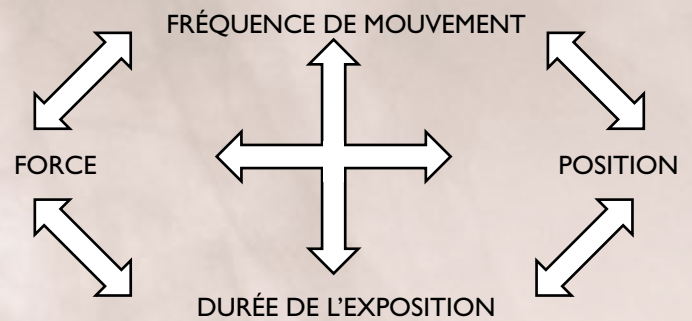 FRÉQUENCE DE MOUVEMENT
FORCE
POSITION
DURÉE DE L'EXPOSITION